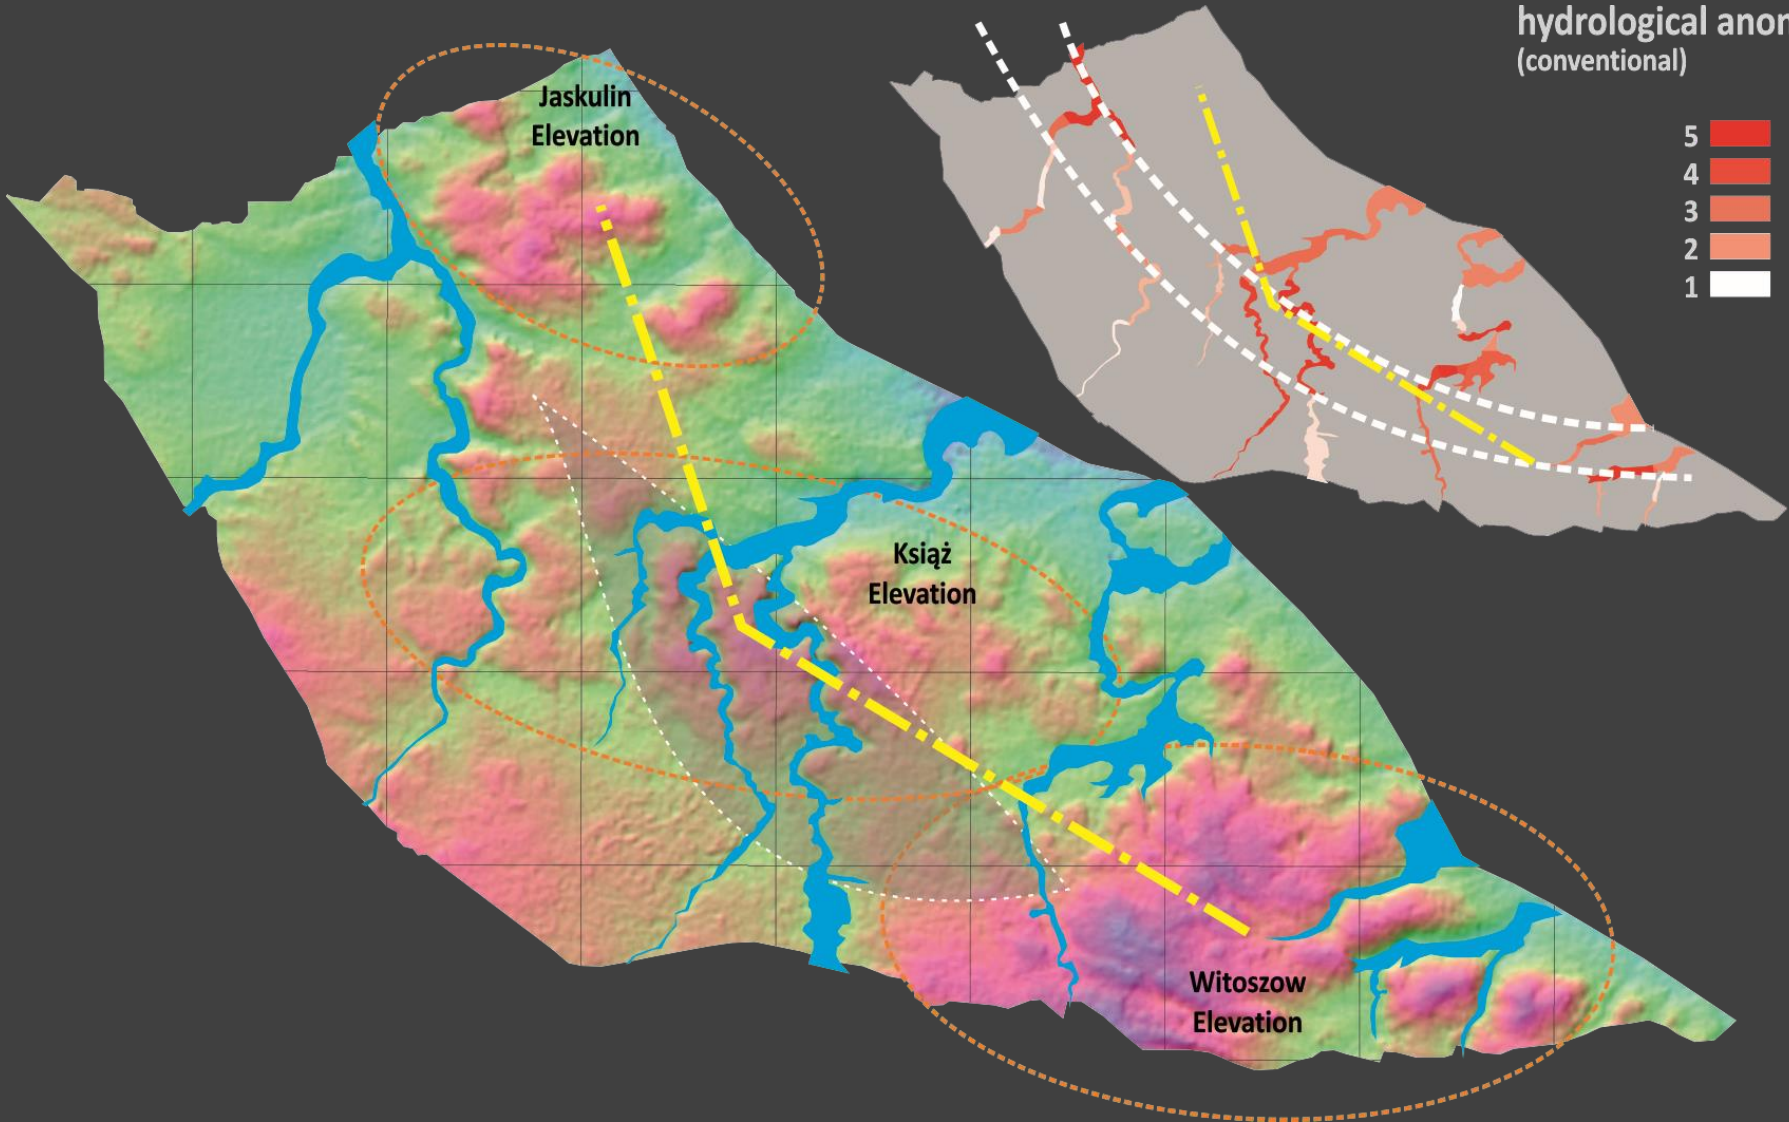 hydrological anor
(conventional)
5
4
3
2
1
Jaskulin
Elevation
Książ
Elevation
Witoszow
Elevation